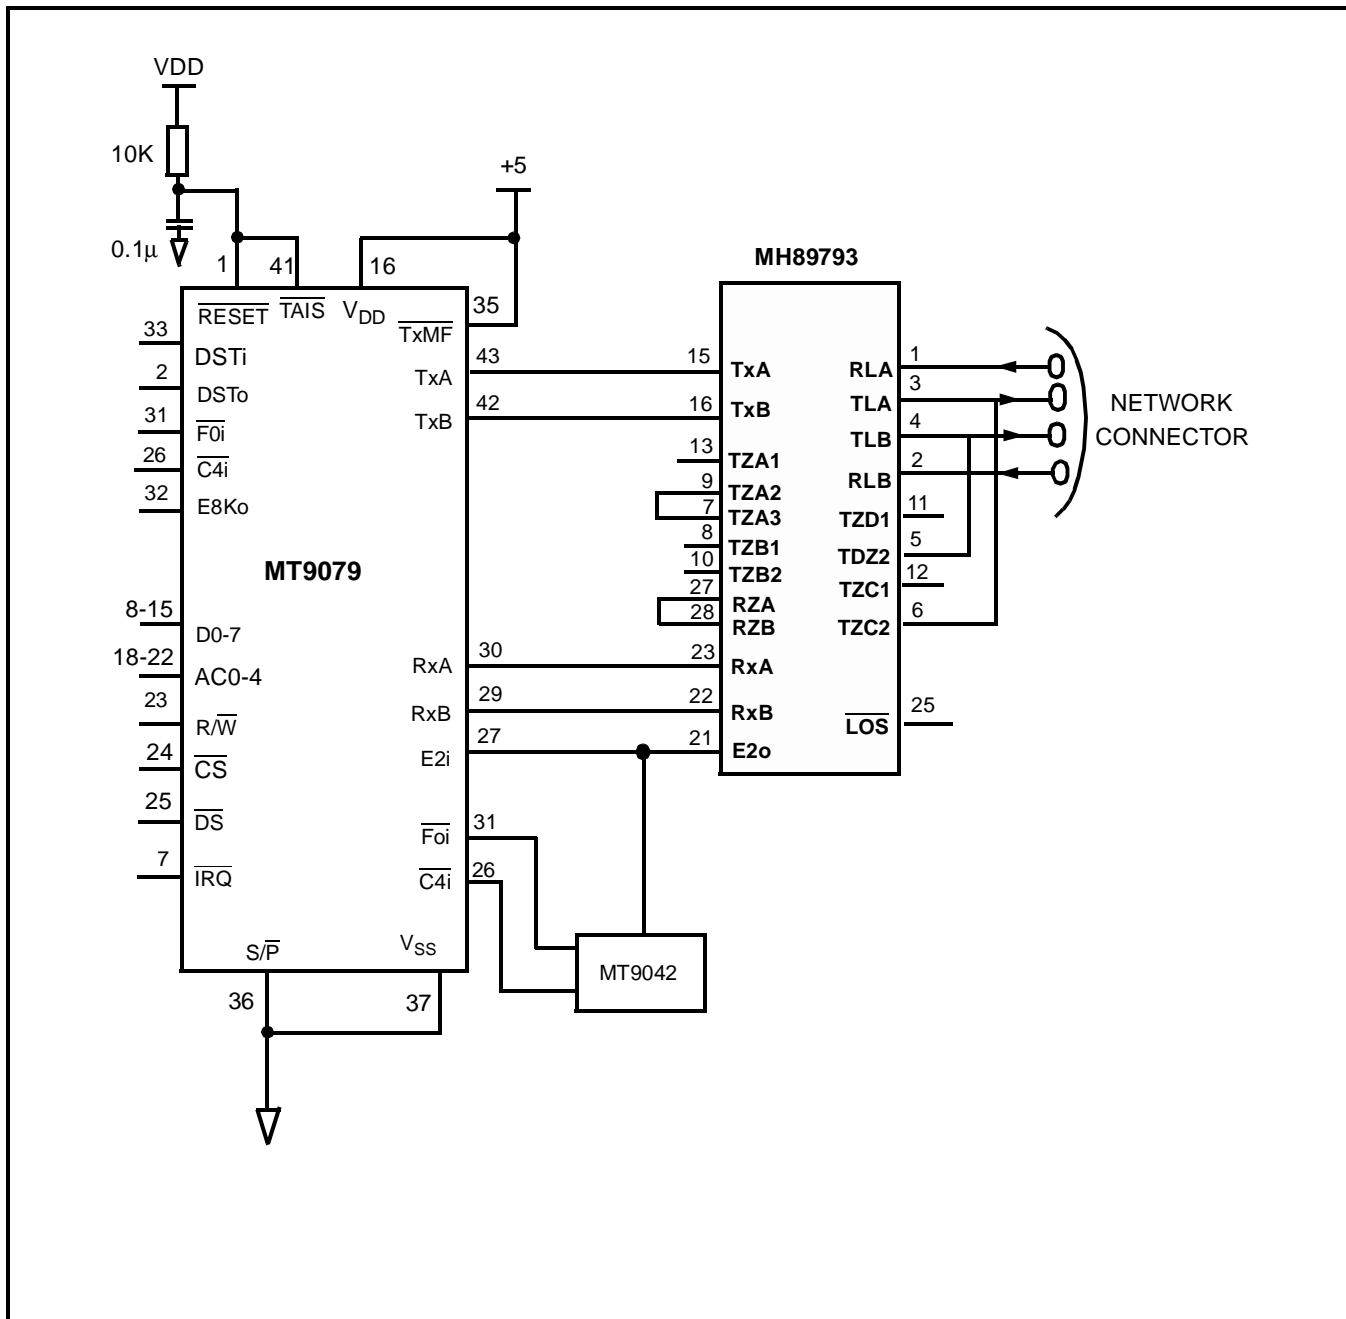 VDD
10K
0.1µ
+5
1
41
16
35
43
42
30
29
27
31
26
RESET
TAIS
VDD
TxMF
TxA
TxB
33
DSTi
2
DSTo
31
F0i
26
C4i
32
E8Ko
MT9079
8-15
D0-7
18-22
AC0-4
23
R/W
24
CS
25
DS
7
IRQ
RxA
RxB
E2i
Foi
C4i
S/P
VSS
36
37
MT9042
MH89793
15
TxA
16
TxB
13
TZA1
9
TZA2
7
TZA3
8
TZB1
10
TZB2
27
RZA
28
RZB
23
RxA
22
RxB
21
E2o
RLA
1
TLA
3
TLB
4
RLB
2
TZD1
11
TDZ2
5
TZC1
12
TZC2
6
LOS
25
NETWORK
CONNECTOR